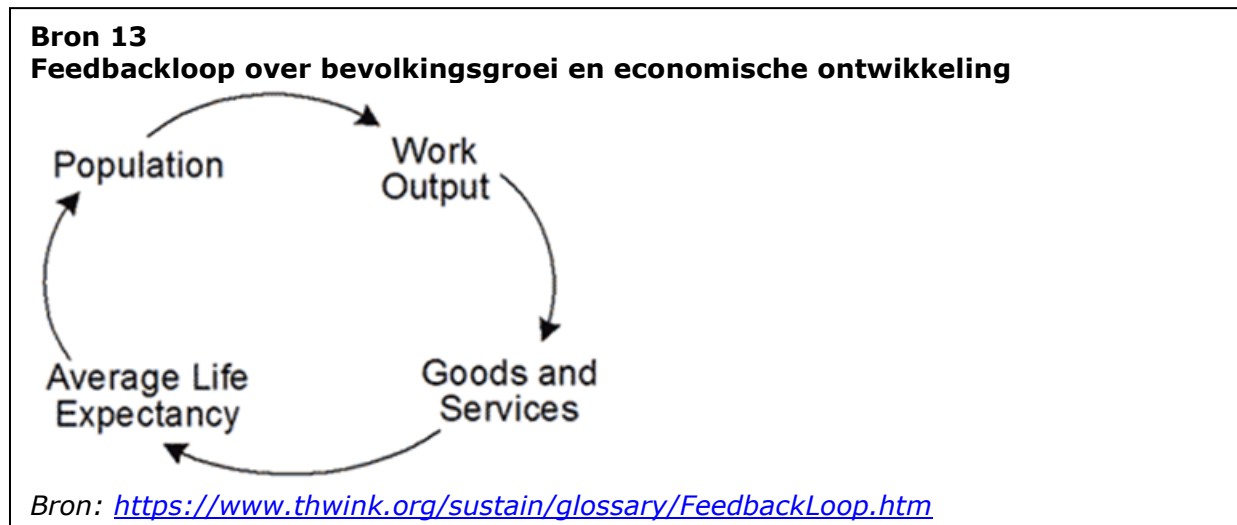 Bron 13
Feedbackloop over bevolkingsgroei en economische ontwikkeling
Population
Work
Output
Goods and
Services
Average Life
Expectancy
Bron: https://www.thwink.org/sustain/glossary/FeedbackLoop.htm